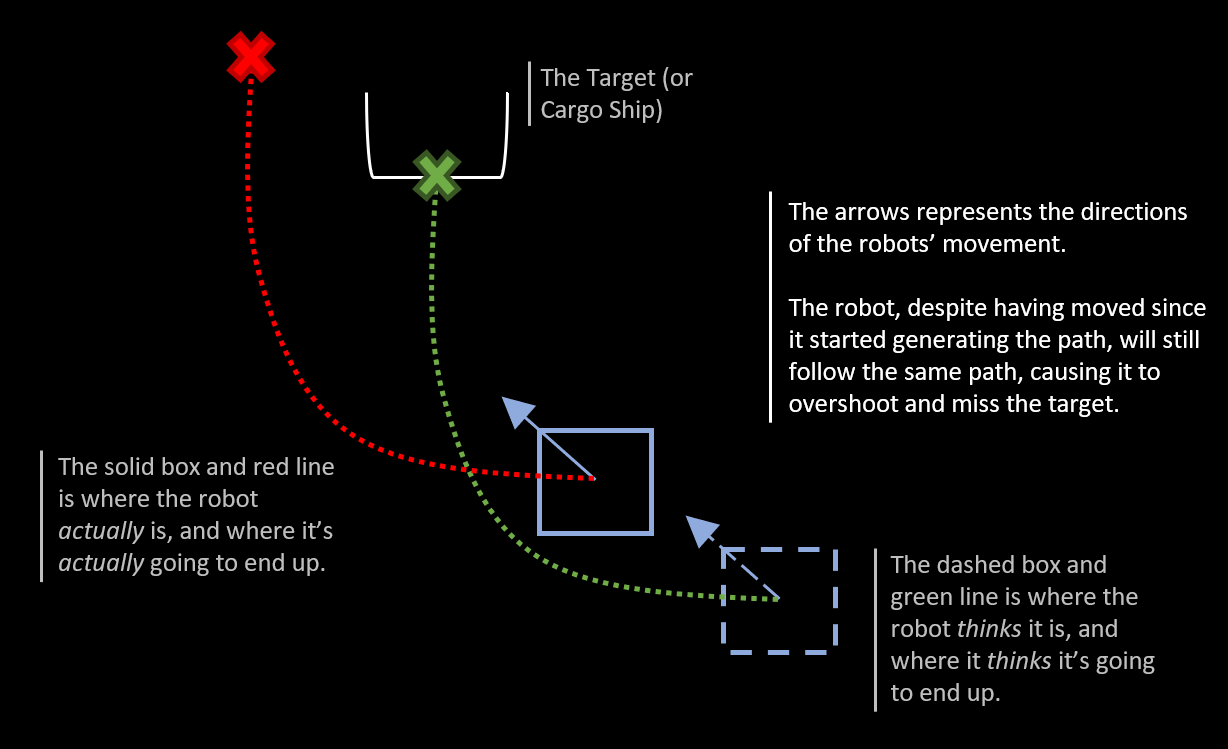 The Target (or
Cargo Ship)
The arrows represents the directions
of the robots’ movement.
The robot, despite having moved since
it started generating the path, will still
follow the same path, causing it to
overshoot and miss the target.
The solid box and red line
is where the robot
actually is, and where it’s
actually going to end up.
The dashed box and
green line is where the
robot thinks it is, and
where it thinks it’s going
to end up.